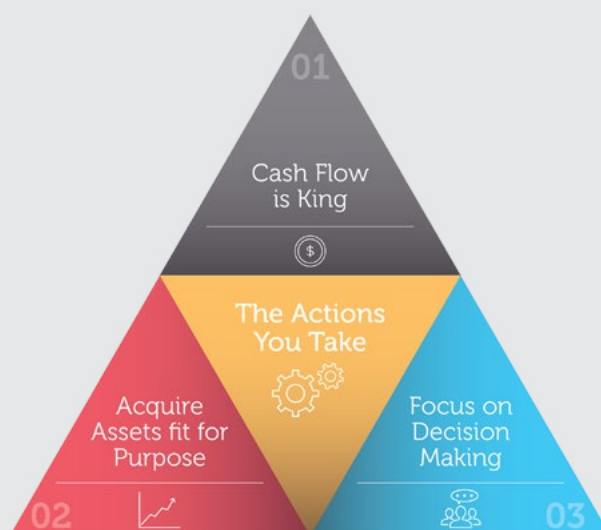 01
Cash Flow
is King
$
The Actions
You Take
Acquire
Assets fit for
Purpose
02
Focus on
Decision
Making
03